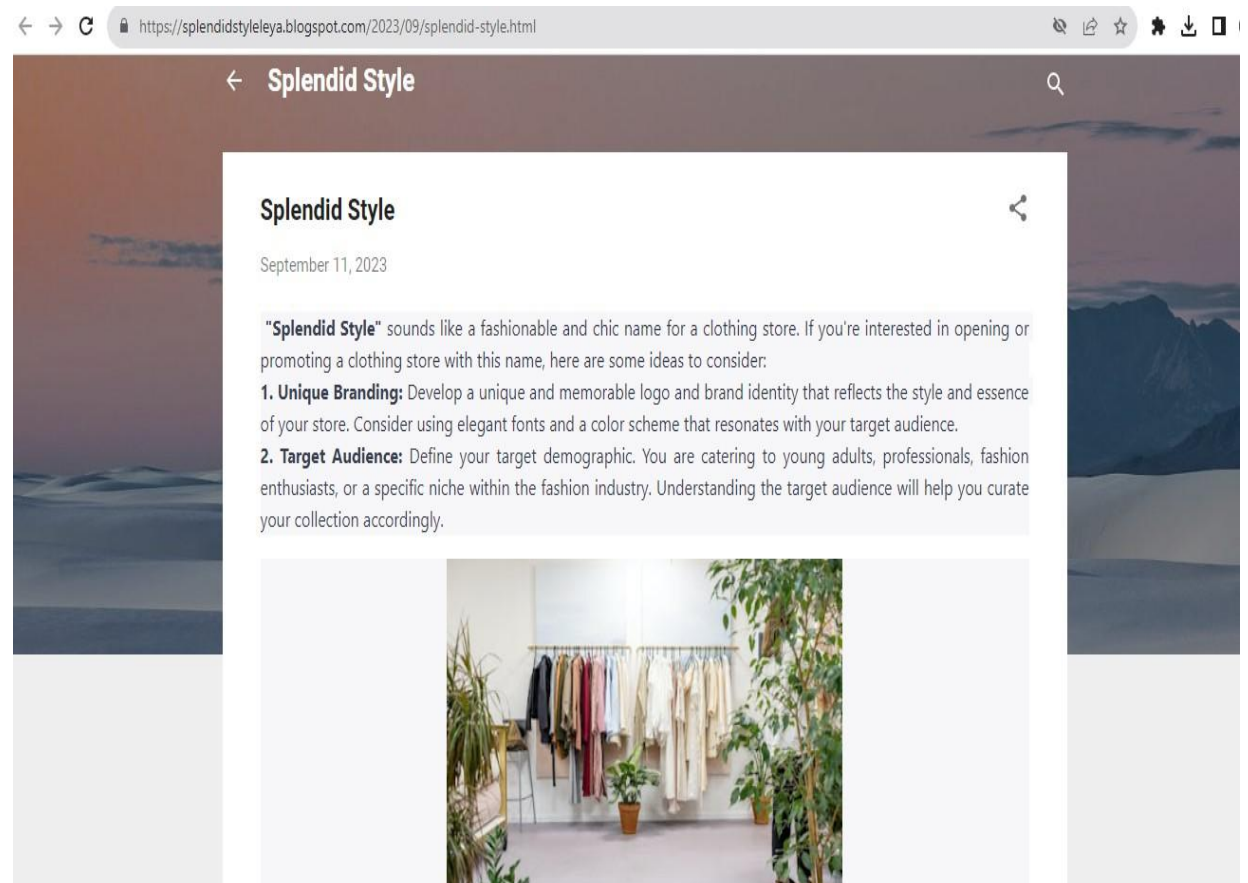 https://splendidstyleleya.blogspot.com/2023/09/splendid-style.html
Splendid Style
Splendid Style
September 11, 2023
"Splendid Style" sounds like a fashionable and chic name for a clothing store. If you're interested in opening or
promoting a clothing store with this name, here are some ideas to consider:
1. Unique Branding: Develop a unique and memorable logo and brand identity that reflects the style and essence
of your store. Consider using elegant fonts and a color scheme that resonates with your target audience.
2. Target Audience: Define your target demographic. You are catering to young adults, professionals, fashion
enthusiasts, or a specific niche within the fashion industry. Understanding the target audience will help you curate
your collection accordingly.